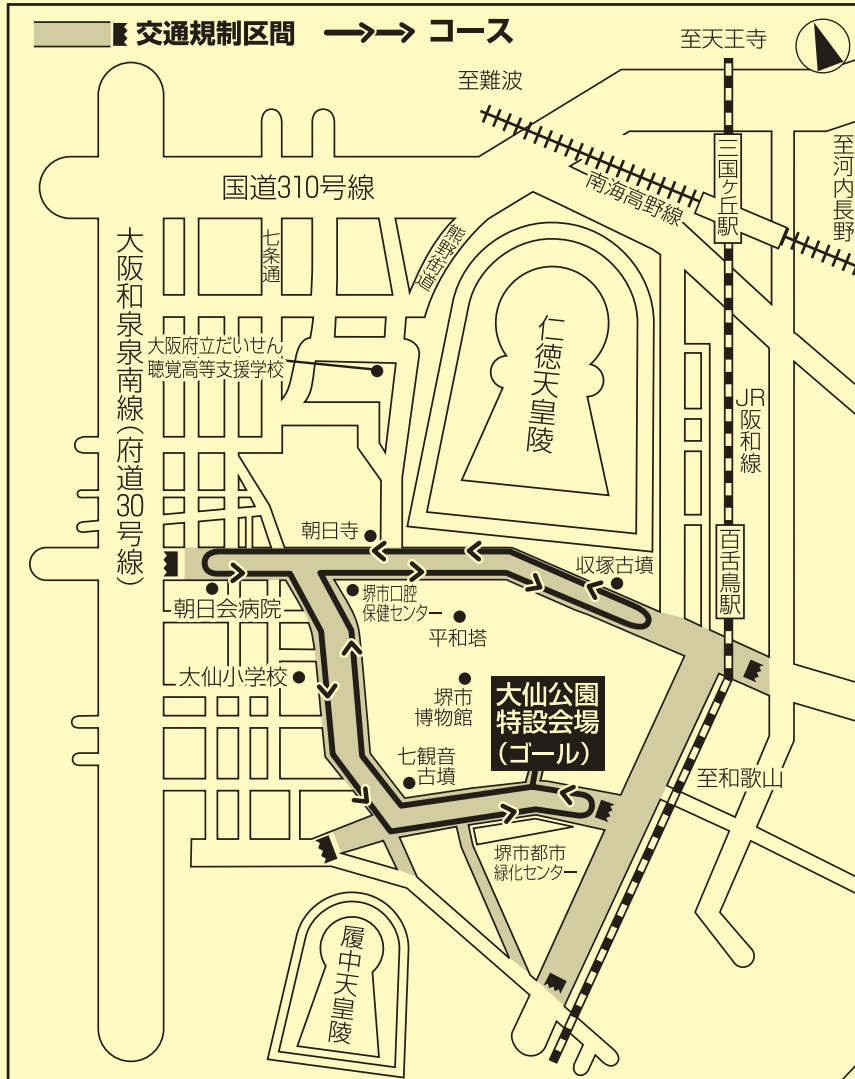 交通規制区間 コース
至天王寺
至難波
三国ヶ丘駅
至河内長野
南海高野線
国道310号線
七条通
熊野街道
大阪和泉泉南線(府道30号線)
大阪府立だいせん
聴覚高等支援学校
仁徳天皇陵
JR阪和線
朝日寺
収塚古墳
百舌鳥駅
朝日会病院
堺市口腔
保健センター
平和塔
大仙小学校
堺市
博物館
大仙公園
特設会場
(ゴール)
七観音
古墳
至和歌山
堺市都市
緑化センター
履中天皇陵